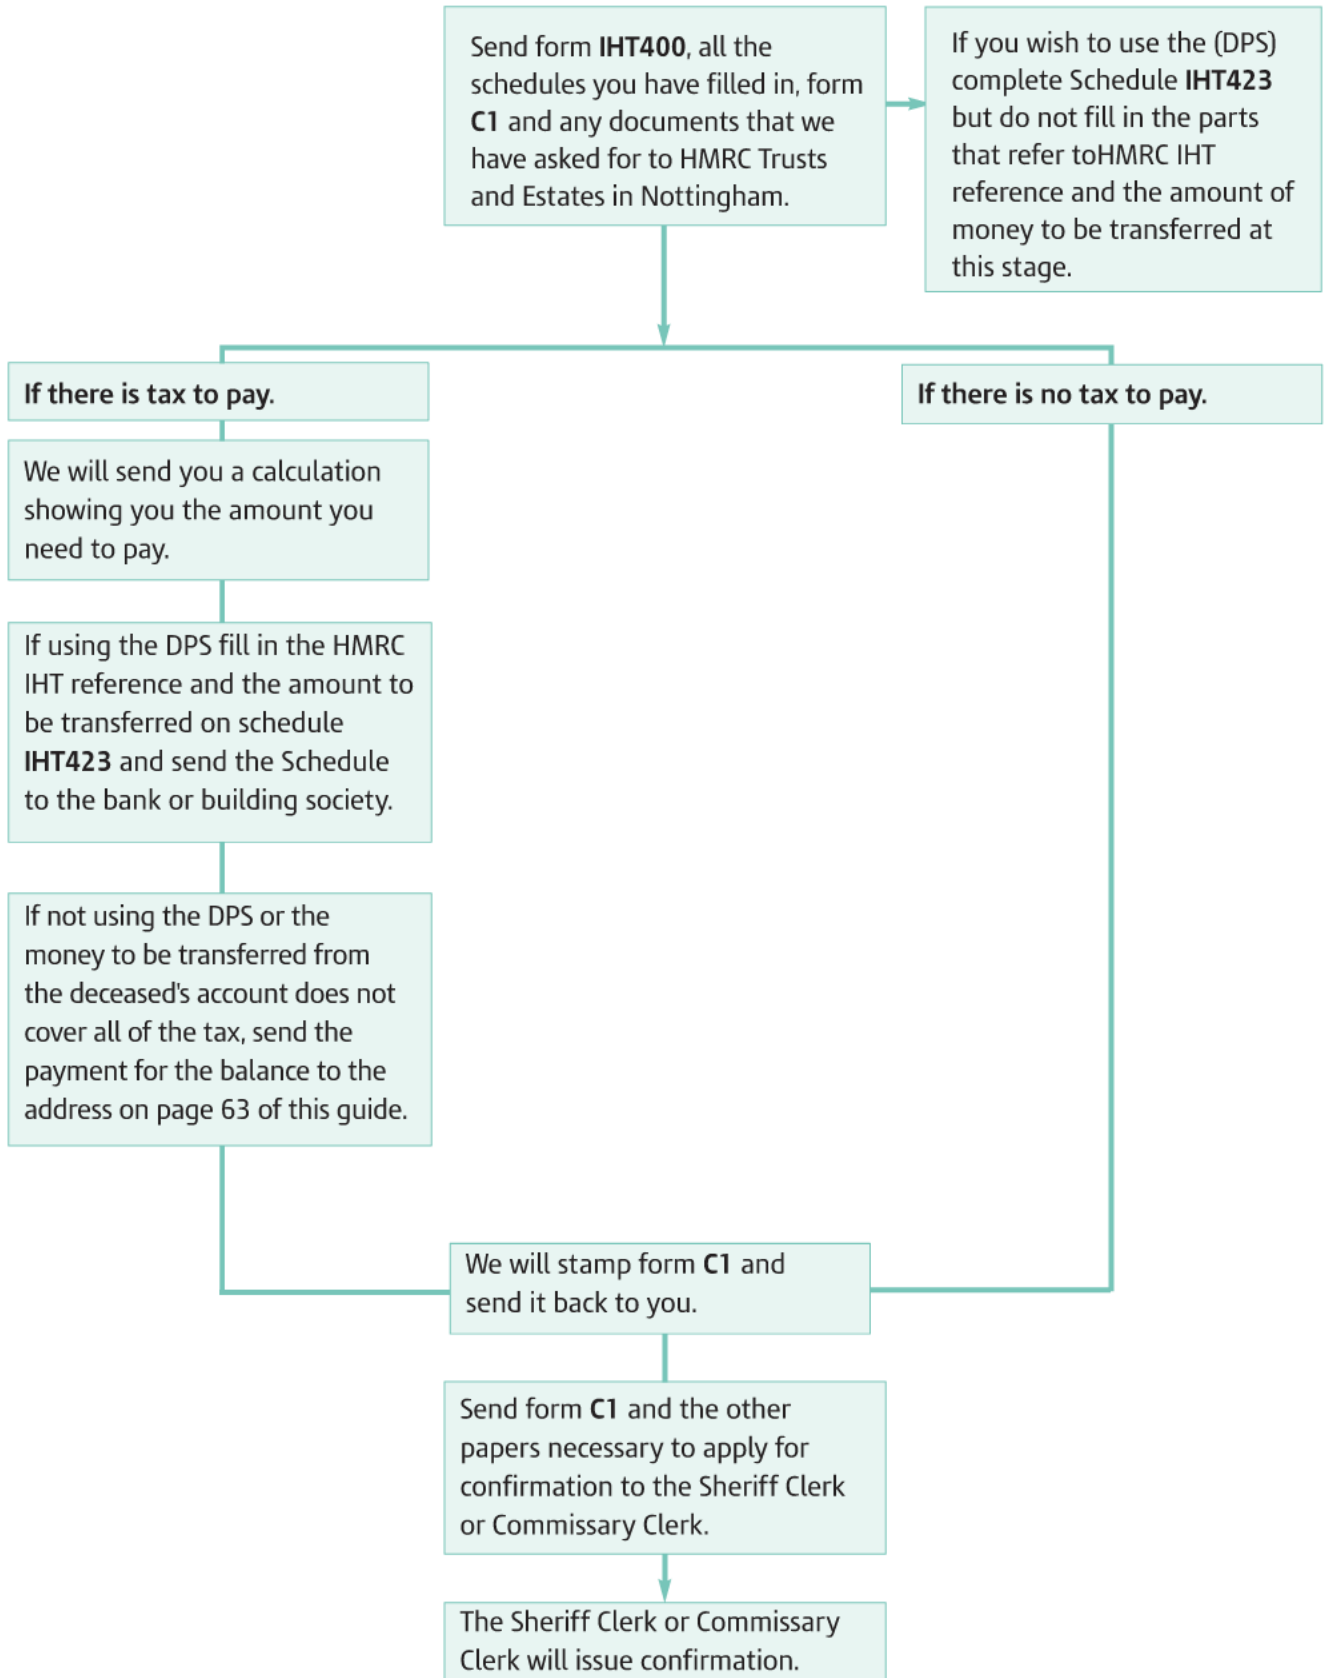 Send form IHT400, all the
schedules you have filled in, form
C1 and any documents that we
have asked for to HMRC Trusts
and Estates in Nottingham.
If you wish to use the (DPS)
complete Schedule IHT423
but do not fill in the parts
that refer toHMRC IHT
reference and the amount of
money to be transferred at
this stage.
If there is tax to pay.
If there is no tax to pay.
We will send you a calculation
showing you the amount you
need to pay.
If using the DPS fill in the HMRC
IHT reference and the amount to
be transferred on schedule
IHT423 and send the Schedule
to the bank or building society.
If not using the DPS or the
money to be transferred from
the deceased's account does not
cover all of the tax, send the
payment for the balance to the
address on page 63 of this guide.
We will stamp form C1 and
send it back to you.
Send form C1 and the other
papers necessary to apply for
confirmation to the Sheriff Clerk
or Commissary Clerk.
The Sheriff Clerk or Commissary
Clerk will issue confirmation.